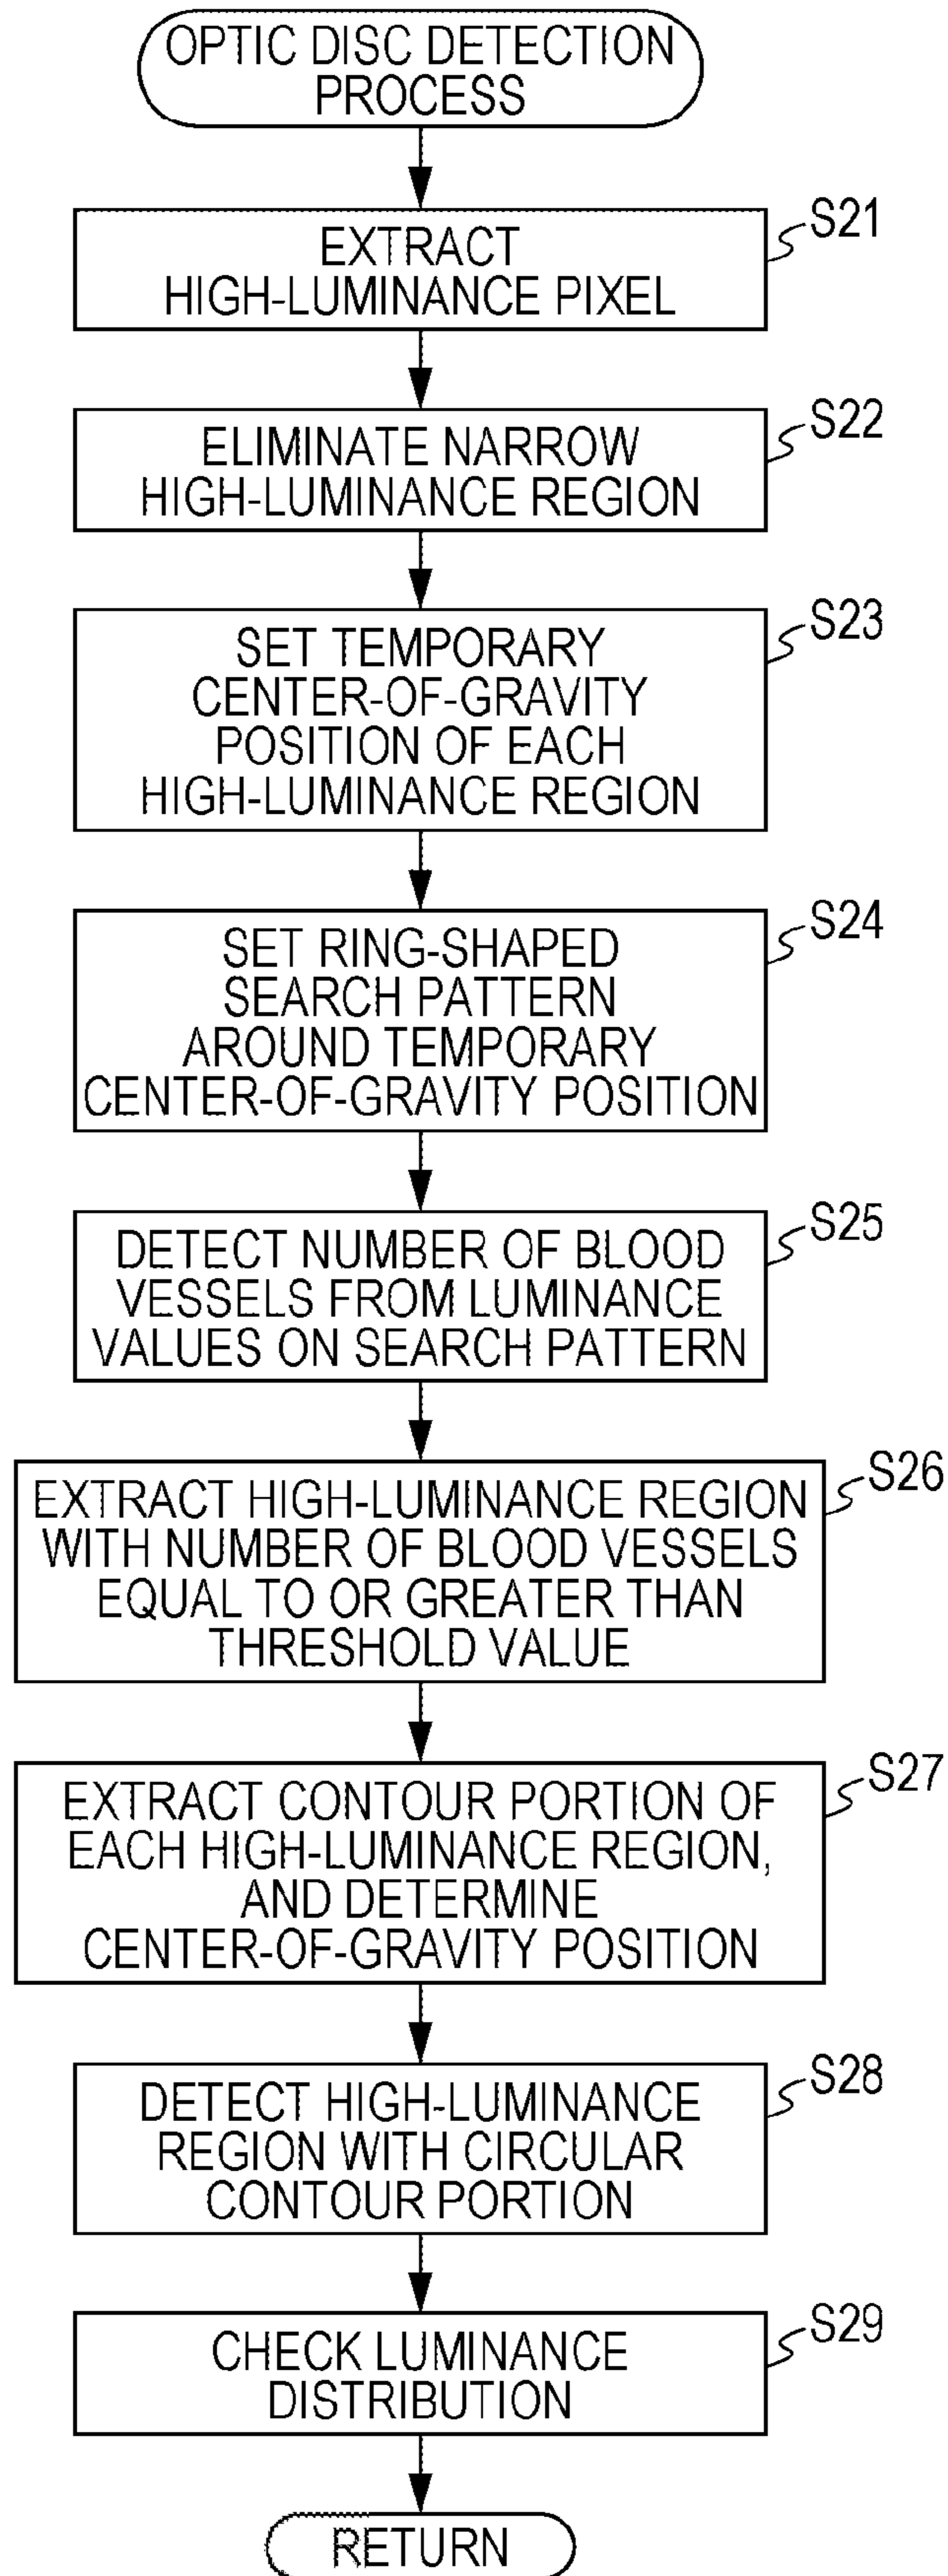 OPTIC DISC DETECTION
PROCESS
S21
EXTRACT
HIGH-LUMINANCE PIXEL
S22
ELIMINATE NARROW
HIGH-LUMINANCE REGION
S23
SET TEMPORARY
CENTER-OF-GRAVITY
POSITION OF EACH
HIGH-LUMINANCE REGION
S24
SET RING-SHAPED
SEARCH PATTERN
AROUND TEMPORARY
CENTER-OF-GRAVITY POSITION
S25
DETECT NUMBER OF BLOOD
VESSELS FROM LUMINANCE
VALUES ON SEARCH PATTERN
S26
EXTRACT HIGH-LUMINANCE REGION
WITH NUMBER OF BLOOD VESSELS
EQUAL TO OR GREATER THAN
THRESHOLD VALUE
S27
EXTRACT CONTOUR PORTION OF
EACH HIGH-LUMINANCE REGION,
AND DETERMINE
CENTER-OF-GRAVITY POSITION
S28
DETECT HIGH-LUMINANCE
REGION WITH CIRCULAR
CONTOUR PORTION
S29
CHECK LUMINANCE
DISTRIBUTION
RETURN